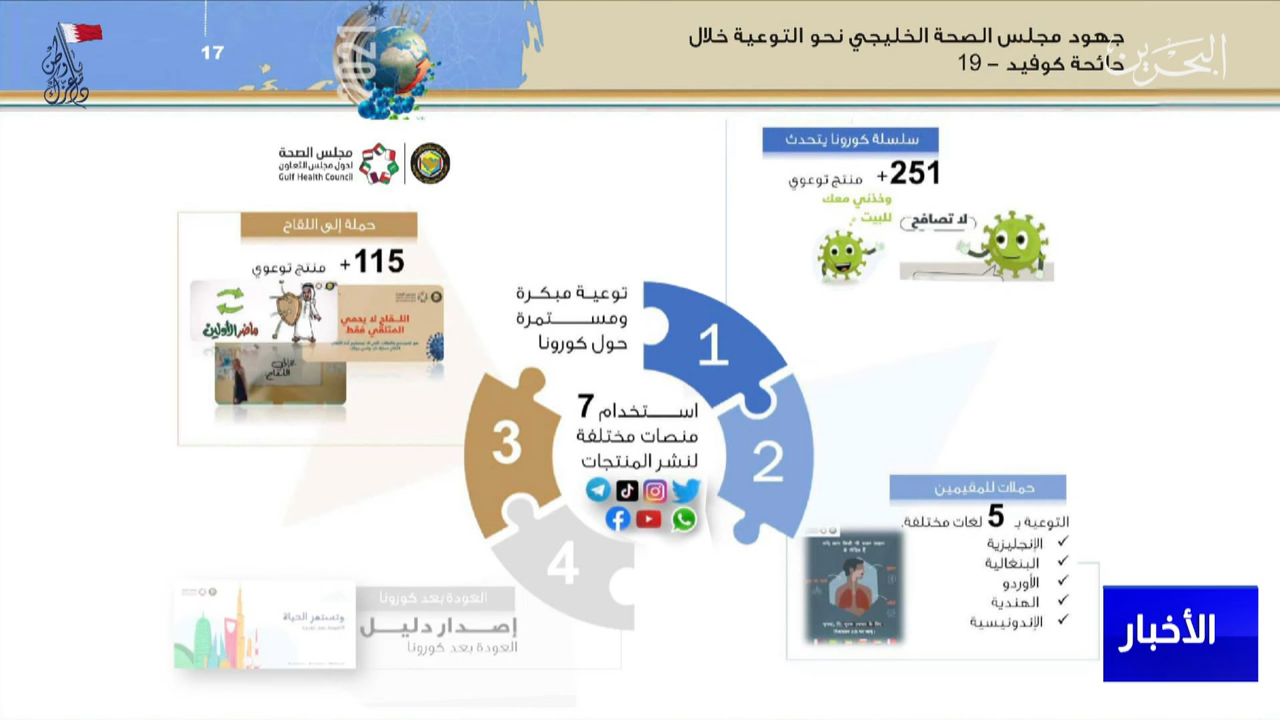 جهود مجلس الصحة الخليجي نحو التوعية خلال
جائحة كوفيد – 19
البحرين
17
سلسلة كورونا يتحدث
+251 منتج توعوي
وخذني معك
للبيت
لا تصافح
مجلس الصحة
لدول مجلس التعاون
Gulf Health Council
حملة إلى اللقاح
+115 منتج توعوي
اللقاح لا يحمي
المتلقي فقط
ماضر الأولين
إلى
اللقاح
توعية مبكرة
ومستمرة
حول كورونا
1
2
3
4
استخدام 7
منصات مختلفة
لنشر المنتجات
حملات للمقيمين
التوعية بـ 5 لغات مختلفة.
✓ الإنجليزية
✓ البنغالية
✓ الأوردو
✓ الهندية
✓ الإندونيسية
العودة بعد كورونا
إصدار دليل
العودة بعد كورونا
وتستمر الحياة
الأخبار